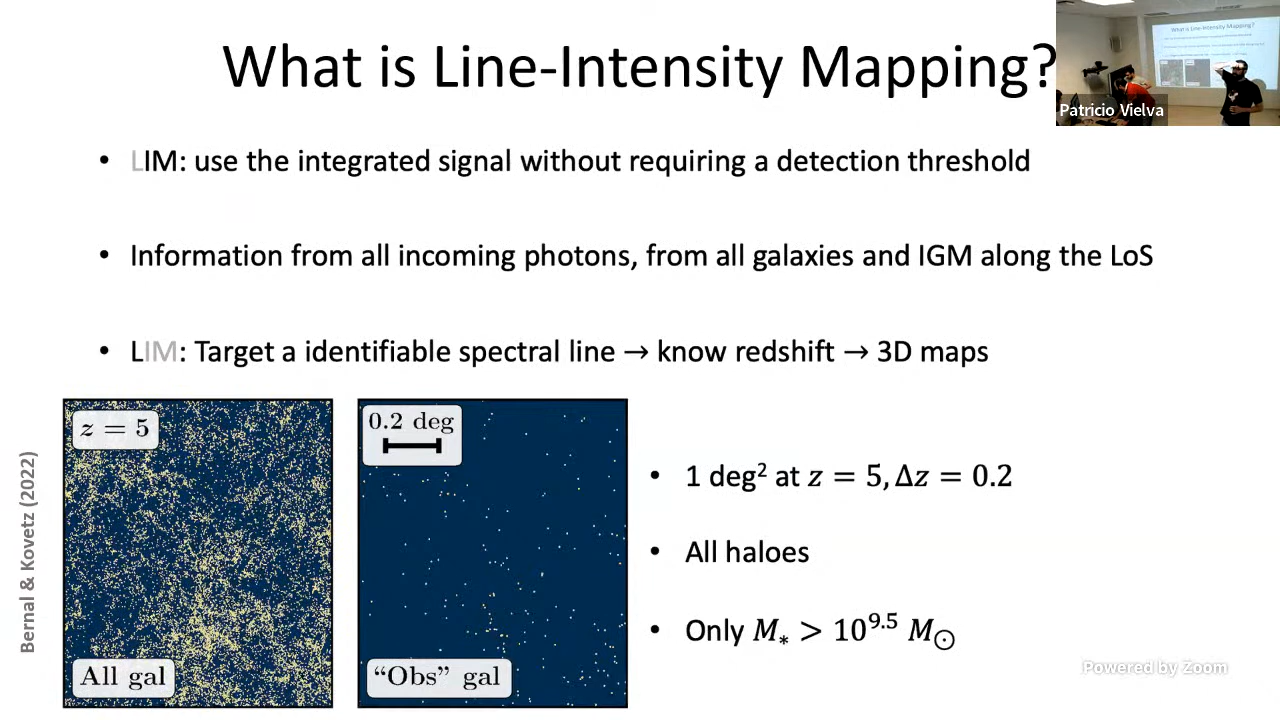 What is Line-Intensity Mapping?
Patricio Vielva
• LIM: use the integrated signal without requiring a detection threshold
• Information from all incoming photons, from all galaxies and IGM along the LoS
• LIM: Target a identifiable spectral line → know redshift → 3D maps
Bernal & Kovetz (2022)
z = 5
All gal
0.2 deg
“Obs” gal
• 1 deg² at z = 5, Δz = 0.2
• All haloes
• Only M∗ > 10^9.5 M⊙
Powered by Zoom